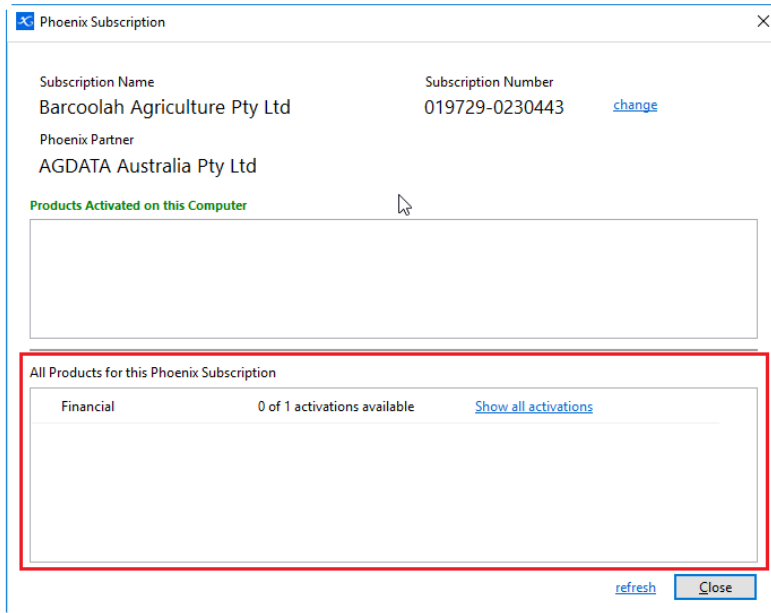 Phoenix Subscription
Subscription Name
Subscription Number
Barcoolah Agriculture Pty Ltd
019729-0230443
change
Phoenix Partner
AGDATA Australia Pty Ltd
Products Activated on this Computer
All Products for this Phoenix Subscription
Financial
0 of 1 activations available
Show all activations
refresh
Close